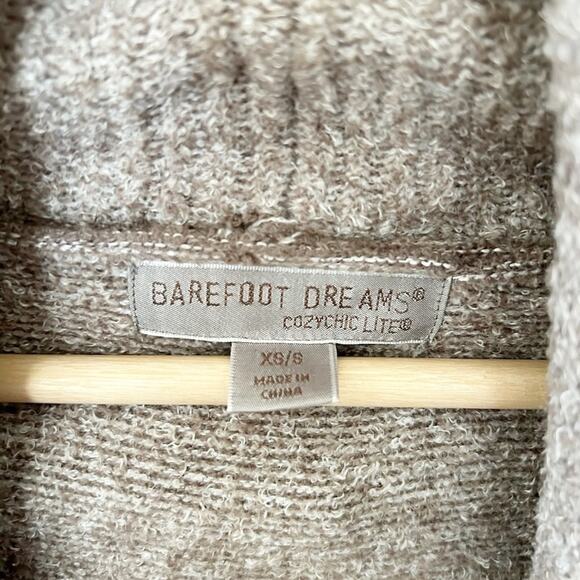 BAREFOOT DREAMS®
COZYCHIC LITE®
XS/S
MADE IN
CHINA